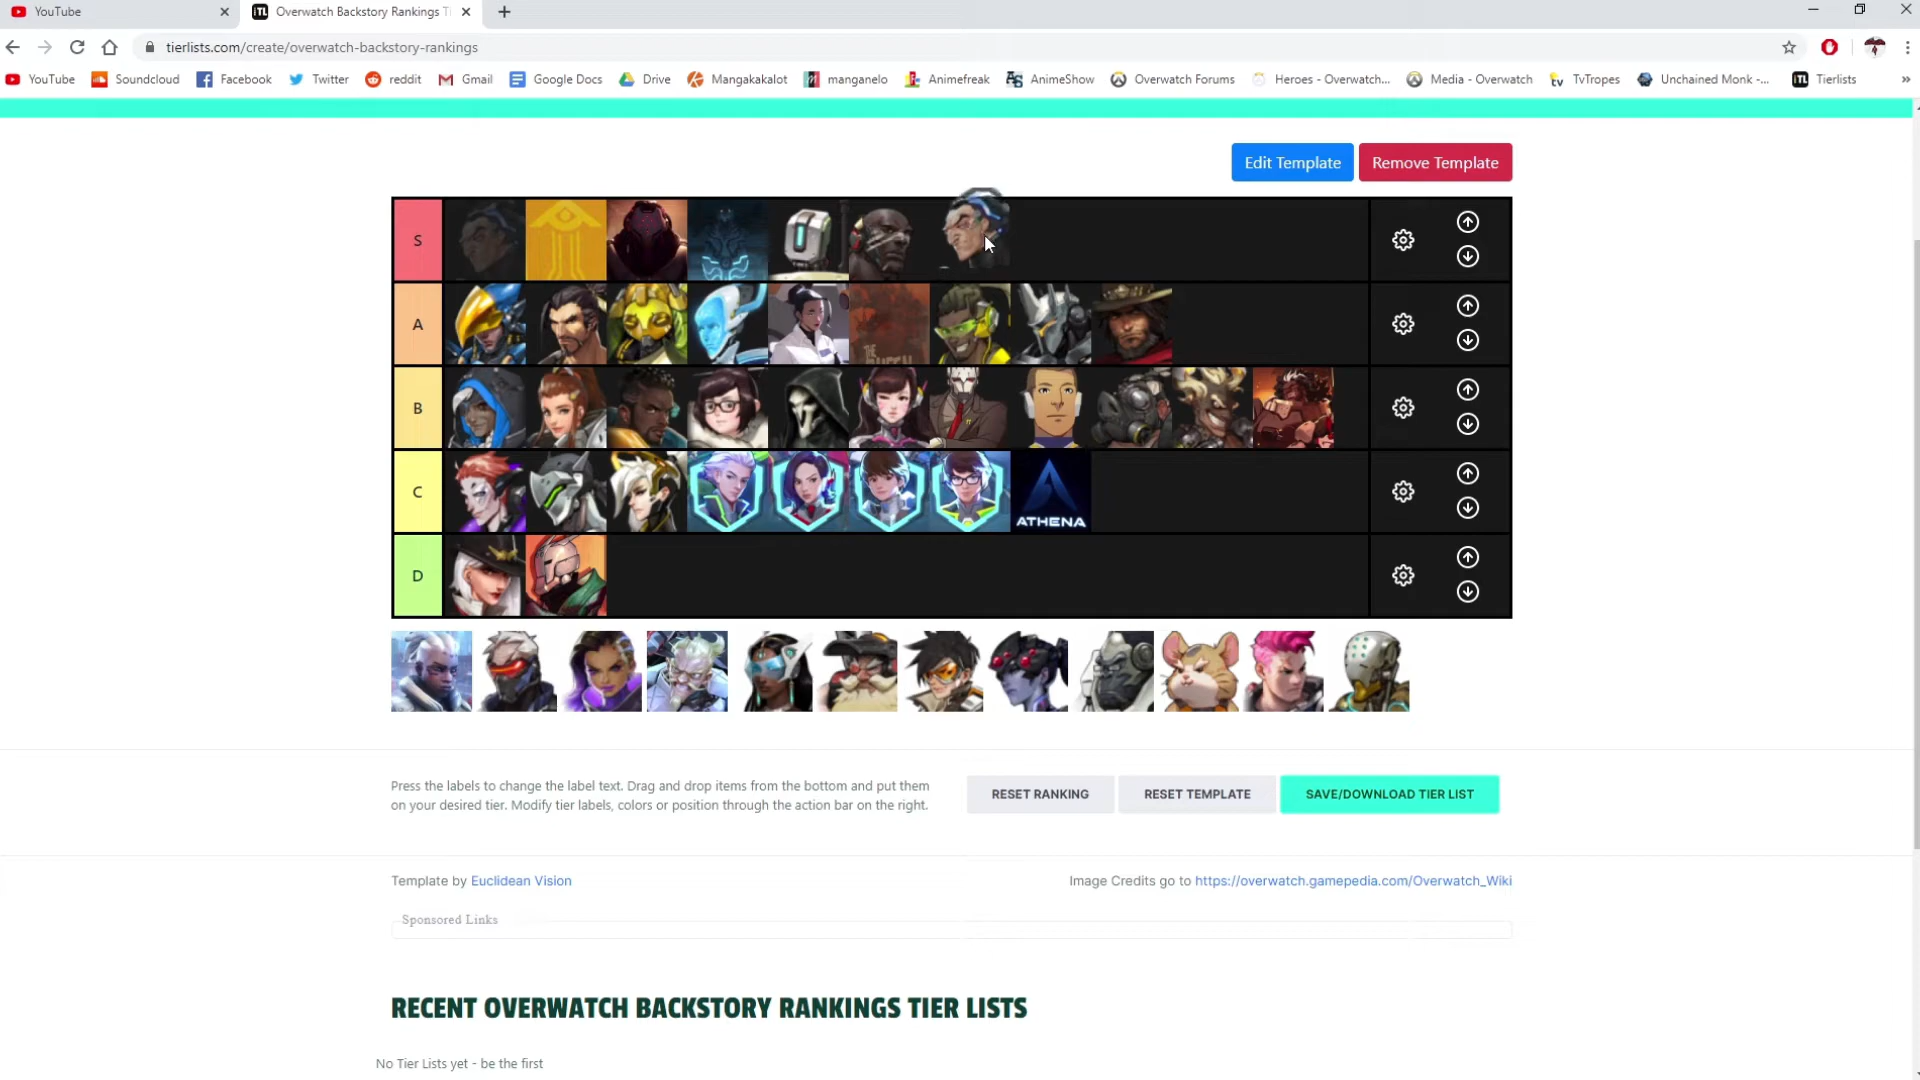 YouTube
Overwatch Backstory Rankings T
tierlists.com/create/overwatch-backstory-rankings
YouTube Soundcloud Facebook Twitter reddit Gmail Google Docs Drive Mangakakalot manganelo Animefreak AnimeShow Overwatch Forums Heroes - Overwatch... Media - Overwatch TvTropes Unchained Monk -... Tierlists
Edit Template Remove Template
S
A
B
C
ATHENA
D
Press the labels to change the label text. Drag and drop items from the bottom and put them
on your desired tier. Modify tier labels, colors or position through the action bar on the right.
RESET RANKING RESET TEMPLATE SAVE/DOWNLOAD TIER LIST
Template by Euclidean Vision
Image Credits go to https://overwatch.gamepedia.com/Overwatch_Wiki
Sponsored Links
RECENT OVERWATCH BACKSTORY RANKINGS TIER LISTS
No Tier Lists yet - be the first